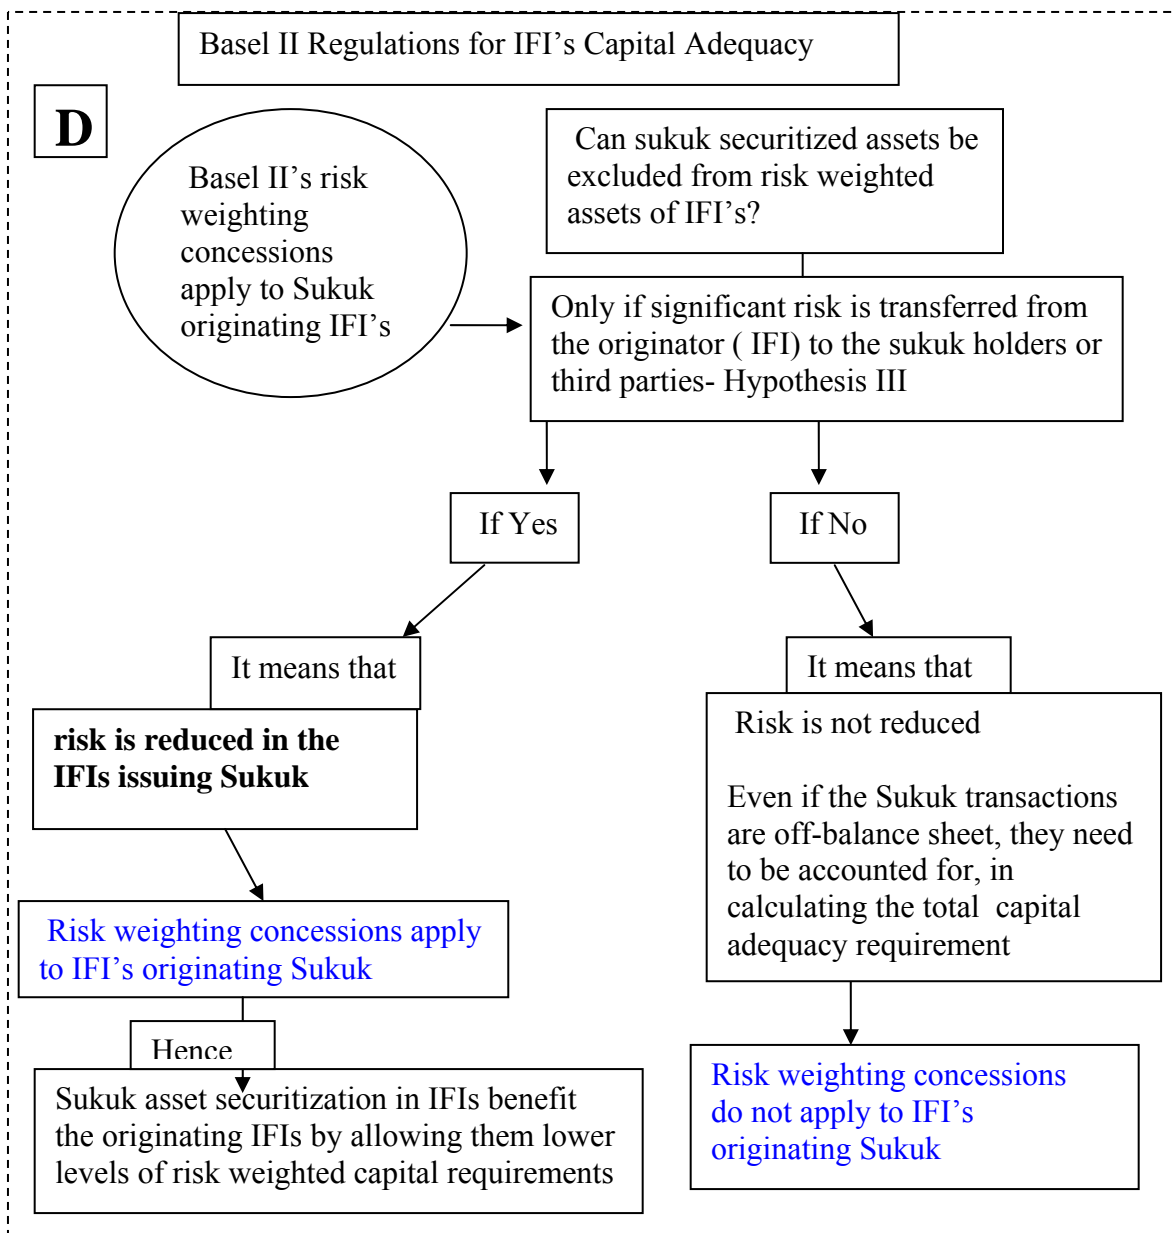 Basel II Regulations for IFI's Capital Adequacy
D
Basel II's risk
weighting
concessions
apply to Sukuk
originating IFI's
Can sukuk securitized assets be
excluded from risk weighted
assets of IFI's?
Only if significant risk is transferred from
the originator ( IFI) to the sukuk holders or
third parties- Hypothesis III
If Yes
If No
It means that
risk is reduced in the
IFIs issuing Sukuk
It means that
Risk is not reduced
Even if the Sukuk transactions
are off-balance sheet, they need
to be accounted for, in
calculating the total capital
adequacy requirement
Risk weighting concessions apply
to IFI's originating Sukuk
Hence
Sukuk asset securitization in IFIs benefit
the originating IFIs by allowing them lower
levels of risk weighted capital requirements
Risk weighting concessions
do not apply to IFI's
originating Sukuk